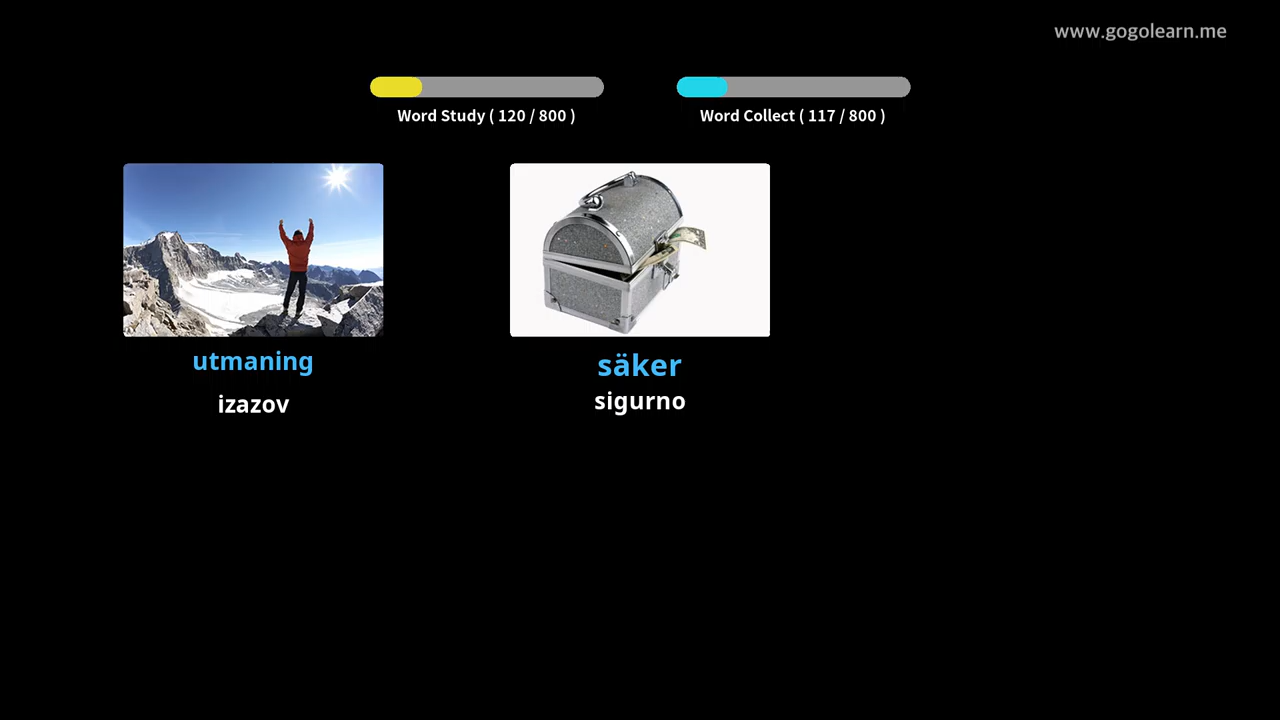 www.gogolearn.me
Word Study ( 120 / 800 )
Word Collect ( 117 / 800 )
utmaning
izazov
säker
sigurno